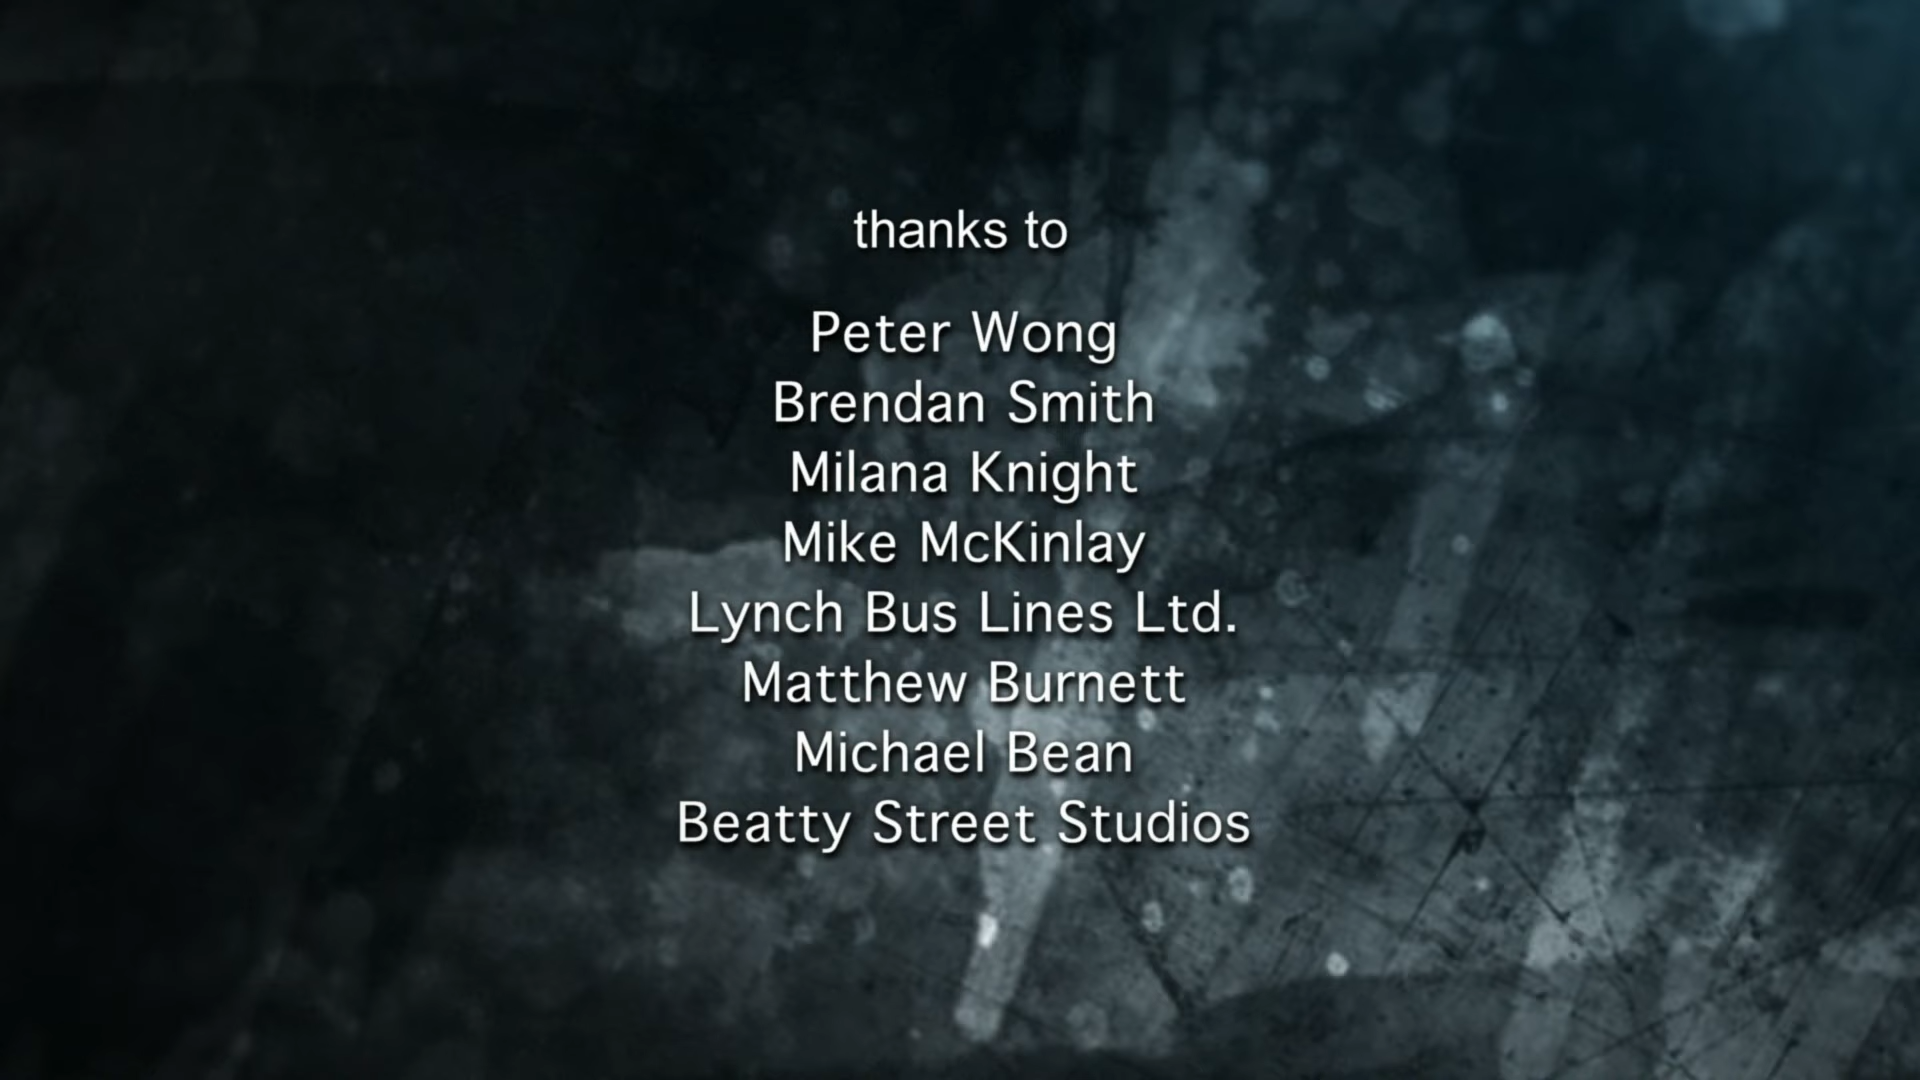 thanks to
Peter Wong
Brendan Smith
Milana Knight
Mike McKinlay
Lynch Bus Lines Ltd.
Matthew Burnett
Michael Bean
Beatty Street Studios